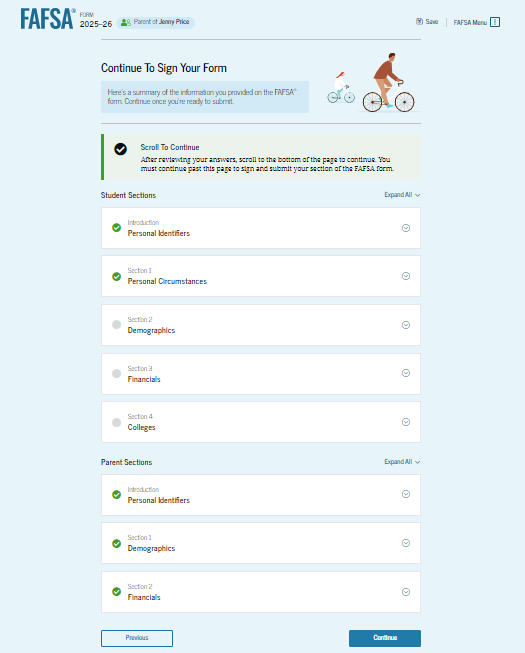 FAFSA®
FORM
2025–26
Parent of Jenny Price
Save
FAFSA Menu
Continue To Sign Your Form
Here's a summary of the information you provided on the FAFSA®
form. Continue once you're ready to submit.
Scroll To Continue
After reviewing your answers, scroll to the bottom of the page to continue. You
must continue past this page to sign and submit your section of the FAFSA form.
Student Sections
Expand All
Introduction
Personal Identifiers
Section 1
Personal Circumstances
Section 2
Demographics
Section 3
Financials
Section 4
Colleges
Parent Sections
Expand All
Introduction
Personal Identifiers
Section 1
Demographics
Section 2
Financials
Previous
Continue